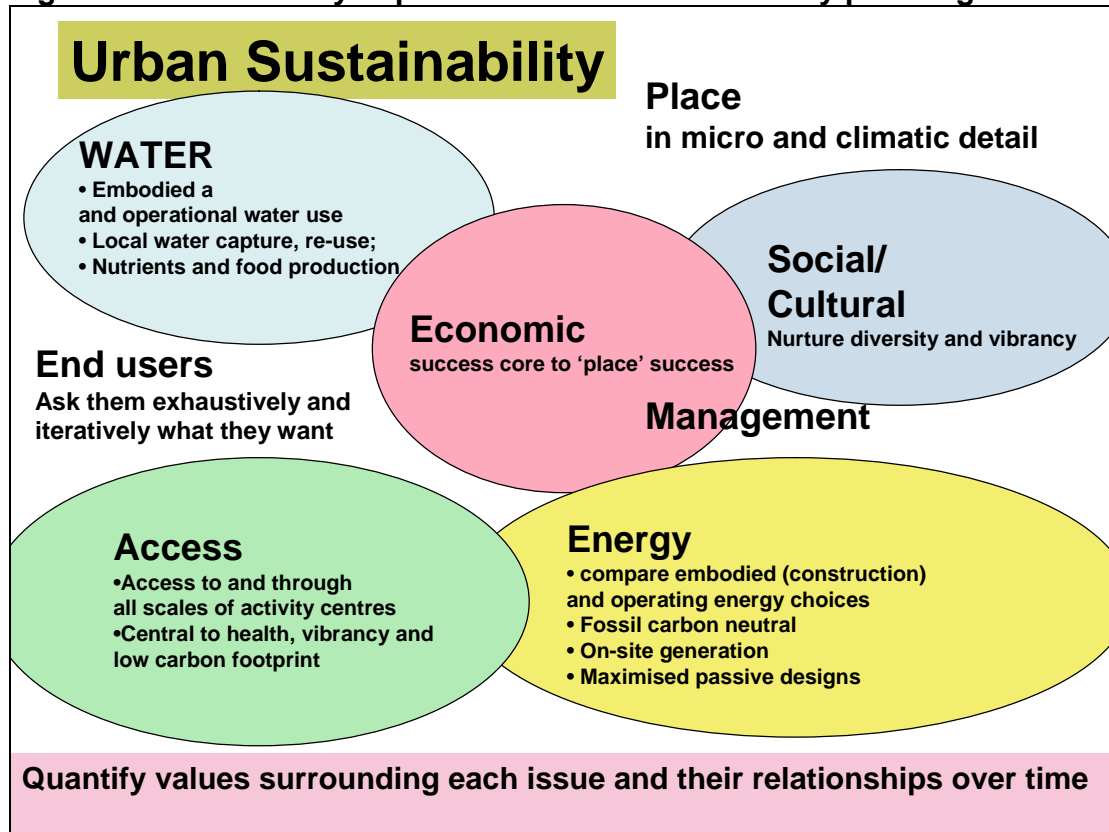 Urban Sustainability
Place
in micro and climatic detail
WATER
• Embodied a
and operational water use
• Local water capture, re-use;
• Nutrients and food production
Social/
Cultural
Nurture diversity and vibrancy
Economic
success core to ‘place’ success
End users
Ask them exhaustively and
iteratively what they want
Management
Access
•Access to and through
all scales of activity centres
•Central to health, vibrancy and
low carbon footprint
Energy
• compare embodied (construction)
and operating energy choices
• Fossil carbon neutral
• On-site generation
• Maximised passive designs
Quantify values surrounding each issue and their relationships over time